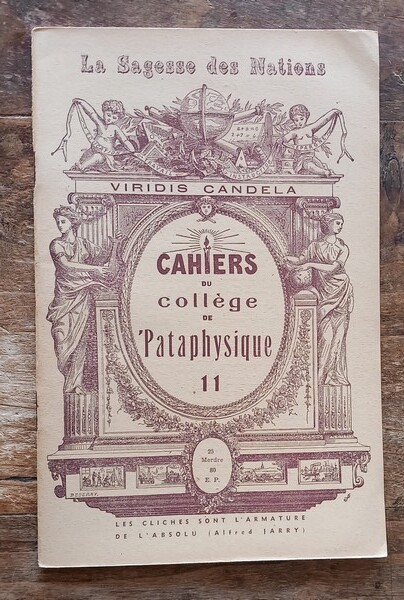 La Sagesse des Nations
VIRIDIS CANDELA
CAHIERS
DU
collège
DE
'Pataphysique
11
25
Merdre
80
E. P.
LES CLICHES SONT L'ARMATURE
DE L'ABSOLU (Alfred JARRY)